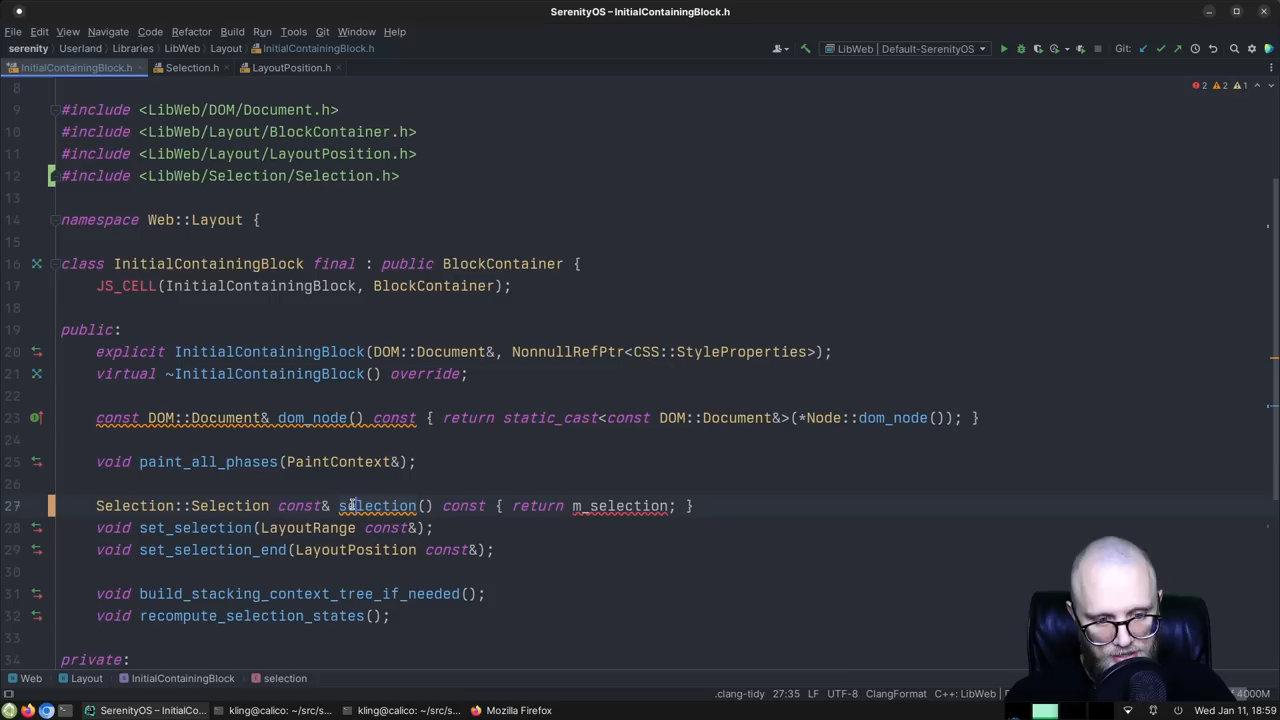 SerenityOS – InitialContainingBlock.h
File Edit View Navigate Code Refactor Build Run Tools Git Window Help
serenity Userland Libraries LibWeb Layout InitialContainingBlock.h LibWeb | Default-SerenityOS Git:
InitialContainingBlock.h Selection.h LayoutPosition.h
8 2 2 1
9 #include <LibWeb/DOM/Document.h>
10 #include <LibWeb/Layout/BlockContainer.h>
11 #include <LibWeb/Layout/LayoutPosition.h>
12 #include <LibWeb/Selection/Selection.h>
13
14 namespace Web::Layout {
15
16 class InitialContainingBlock final : public BlockContainer {
17 JS_CELL(InitialContainingBlock, BlockContainer);
18
19 public:
20 explicit InitialContainingBlock(DOM::Document&, NonnullRefPtr<CSS::StyleProperties>);
21 virtual ~InitialContainingBlock() override;
22
23 const DOM::Document& dom_node() const { return static_cast<const DOM::Document&>(*Node::dom_node()); }
24
25 void paint_all_phases(PaintContext&);
26
27 Selection::Selection const& selection() const { return m_selection; }
28 void set_selection(LayoutRange const&);
29 void set_selection_end(LayoutPosition const&);
30
31 void build_stacking_context_tree_if_needed();
32 void recompute_selection_states();
33
34 private:
Web Layout InitialContainingBlock selection
.clang-tidy 27:35 LF UTF-8 ClangFormat C++: LibWeb | D 4000M
SerenityOS – InitialCo... kling@calico: ~/src/s... kling@calico: ~/src/s... Mozilla Firefox Wed Jan 11, 18:59